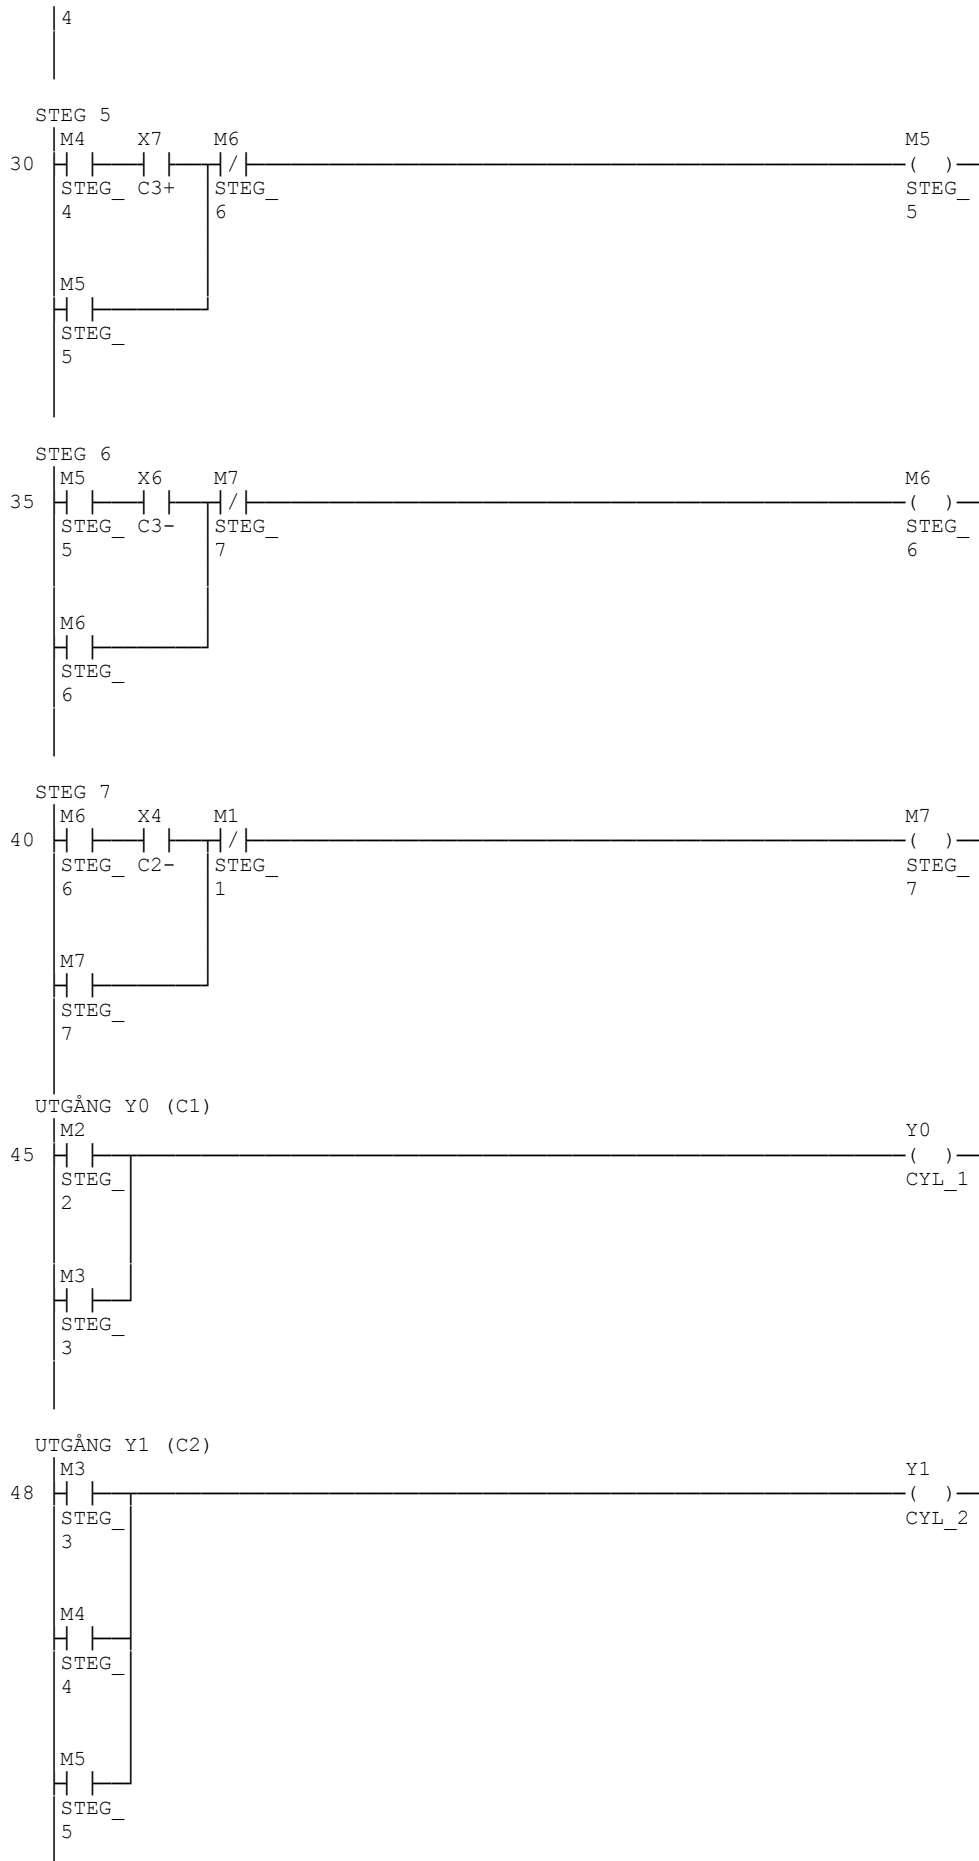 4
STEG 5
M4 X7 M6 M5
30 / ( )
STEG_ C3+ STEG_ STEG_
4 6 5
M5
STEG_
5
STEG 6
M5 X6 M7 M6
35 / ( )
STEG_ C3- STEG_ STEG_
5 7 6
M6
STEG_
6
STEG 7
M6 X4 M1 M7
40 / ( )
STEG_ C2- STEG_ STEG_
6 1 7
M7
STEG_
7
UTGÅNG Y0 (C1)
M2 Y0
45 ( )
STEG_ CYL_1
2
M3
STEG_
3
UTGÅNG Y1 (C2)
M3 Y1
48 ( )
STEG_ CYL_2
3
M4
STEG_
4
M5
STEG_
5